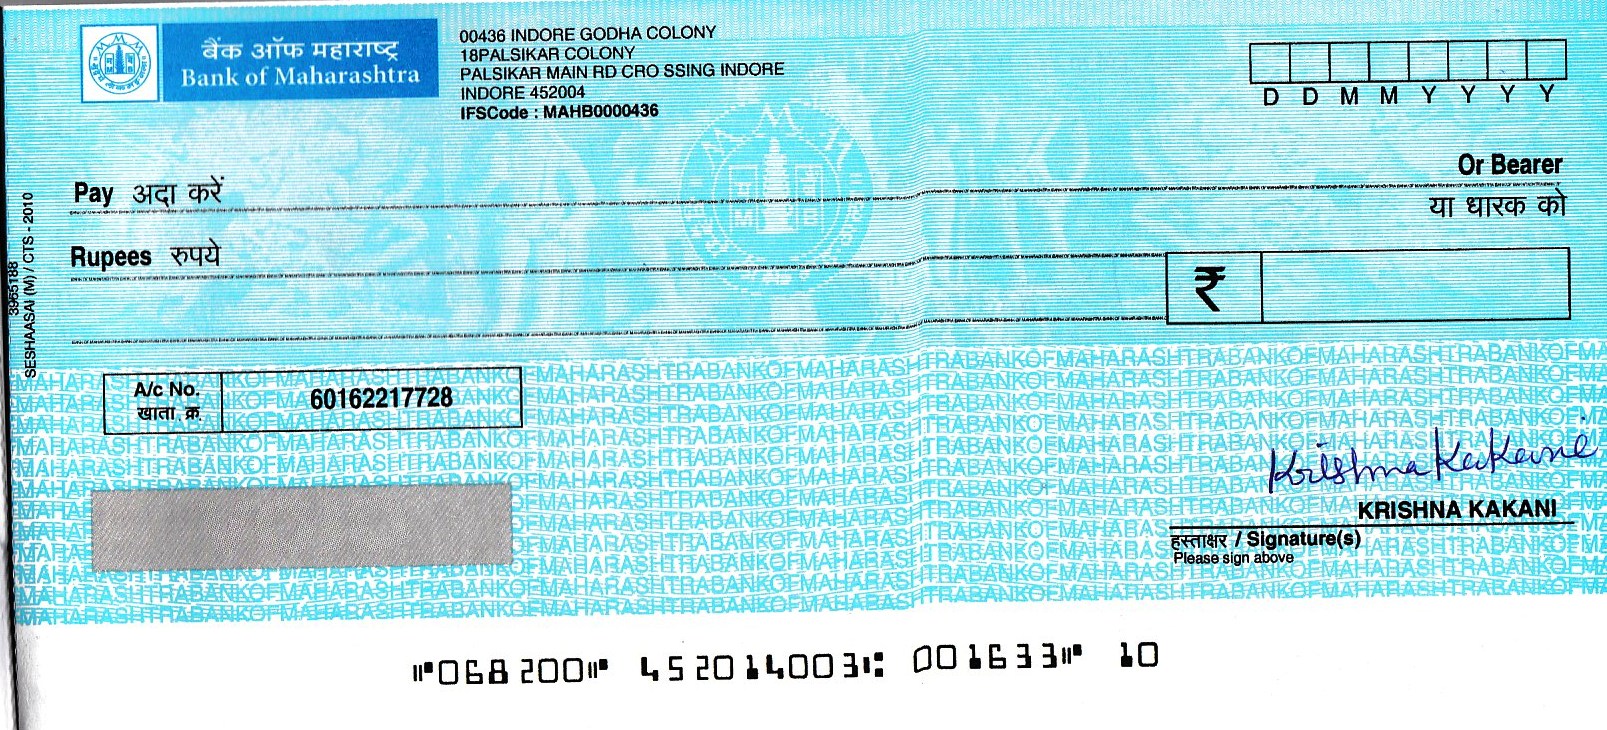 बैंक ऑफ महाराष्ट्र
Bank of Maharashtra
00436 INDORE GODHA COLONY
18PALSIKAR COLONY
PALSIKAR MAIN RD CRO SSING INDORE
INDORE 452004
IFSCode : MAHB0000436
D D M M Y Y Y Y
Pay अदा करें
Or Bearer
या धारक को
Rupees रुपये
₹
3965188
SESHAASAI (M) / CTS - 2010
A/c No.
खाता क्र.
60162217728
Krishna Kakani
KRISHNA KAKANI
हस्ताक्षर / Signature(s)
Please sign above
⑈068200⑈ 452014003⑆ 001633⑈ 10